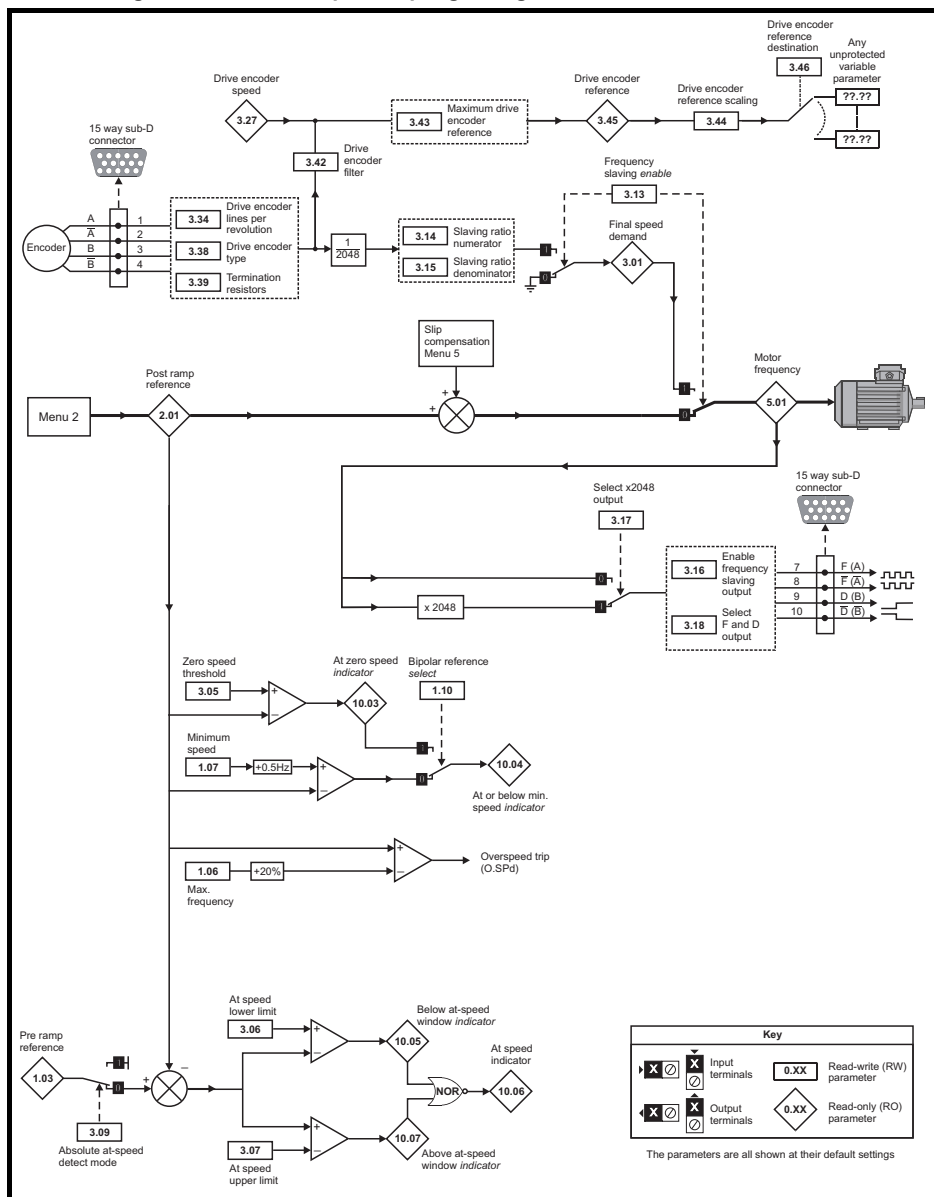 Drive encoder
reference
destination
Any
unprotected
variable
parameter
3.46
??.??
??.??
Drive encoder
speed
3.27
Maximum drive
encoder
reference
3.43
Drive encoder
reference
3.45
Drive encoder
reference scaling
3.44
15 way sub-D
connector
3.42
Drive
encoder
filter
Frequency
slaving enable
3.13
Encoder
A
A
B
B
1
2
3
4
3.34
Drive encoder
lines per
revolution
3.38
Drive encoder
type
3.39
Termination
resistors
1
2048
3.14
Slaving ratio
numerator
3.15
Slaving ratio
denominator
1
0
Final speed
demand
3.01
Slip
compensation
Menu 5
Post ramp
reference
Menu 2
2.01
+
+
1
0
Motor
frequency
5.01
15 way sub-D
connector
Select x2048
output
3.17
0
1
x 2048
3.16
Enable
frequency
slaving
output
3.18
Select
F and D
output
7
8
9
10
F (A)
F (A)
D (B)
D (B)
Zero speed
threshold
3.05
+
–
At zero speed
indicator
10.03
Bipolar reference
select
1.10
Minimum
speed
1.07
+0.5Hz
+
–
1
0
10.04
At or below min.
speed indicator
1.06
+20%
Max.
frequency
+
–
Overspeed trip
(O.SPd)
Pre ramp
reference
1.03
1
0
3.09
Absolute at-speed
detect mode
+
–
At speed
lower limit
3.06
+
–
Below at-speed
window indicator
10.05
At speed
indicator
NOR
10.06
3.07
At speed
upper limit
+
–
10.07
Above at-speed
window indicator
Key
X
X
Input
terminals
0.XX
Read-write (RW)
parameter
X
X
Output
terminals
0.XX
Read-only (RO)
parameter
The parameters are all shown at their default settings